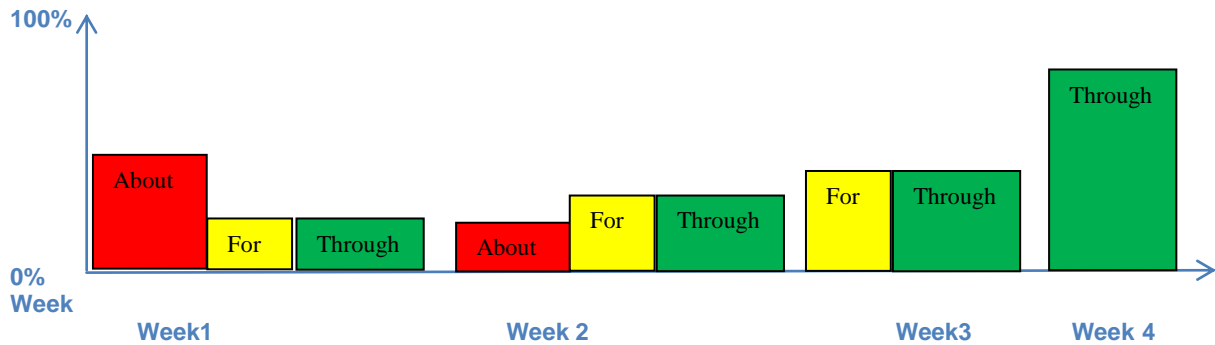 100%
Through
About
For
Through
About
For
Through
For
Through
0%
Week
Week1
Week 2
Week3
Week 4